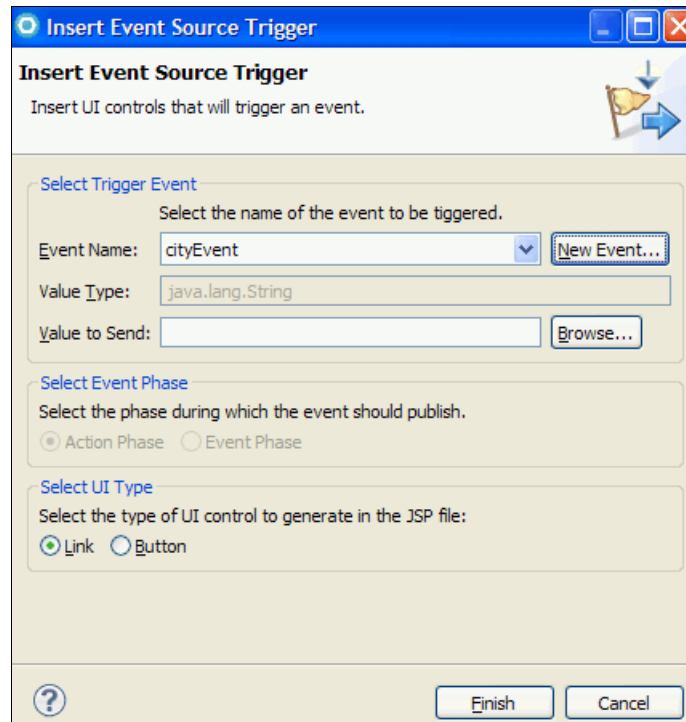 Insert Event Source Trigger
Insert Event Source Trigger
Insert UI controls that will trigger an event.
Select Trigger Event
Select the name of the event to be tiggered.
Event Name: cityEvent New Event...
Value Type: java.lang.String
Value to Send: Browse...
Select Event Phase
Select the phase during which the event should publish.
Action Phase Event Phase
Select UI Type
Select the type of UI control to generate in the JSP file:
Link Button
? Finish Cancel